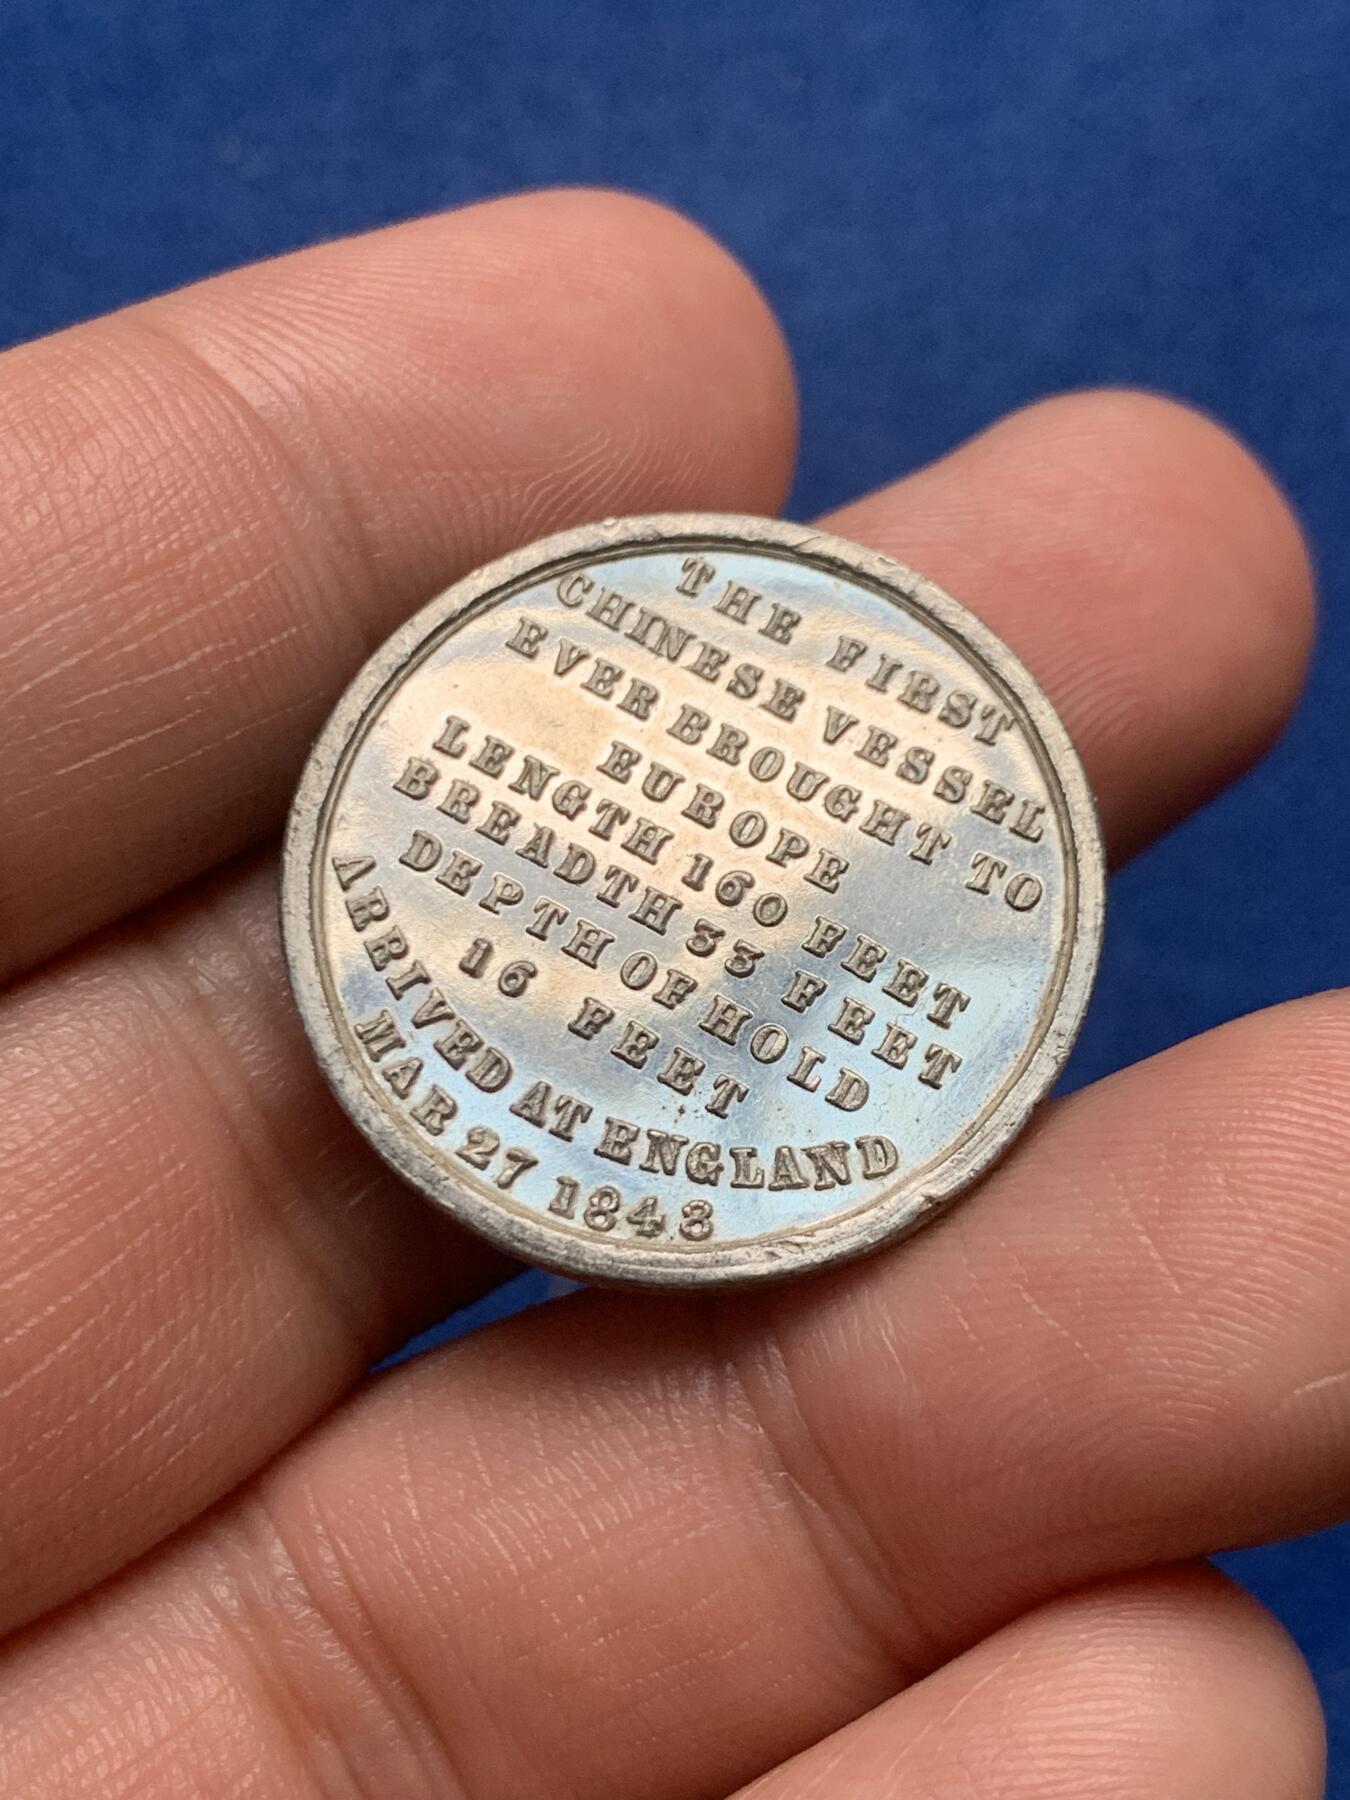 THE FIRST
CHINESE VESSEL
EVER BROUGHT TO
EUROPE
LENGTH 160 FEET
BREADTH 33 FEET
DEPTH OF HOLD
16 FEET
ARRIVED AT ENGLAND
MAR 27 1848